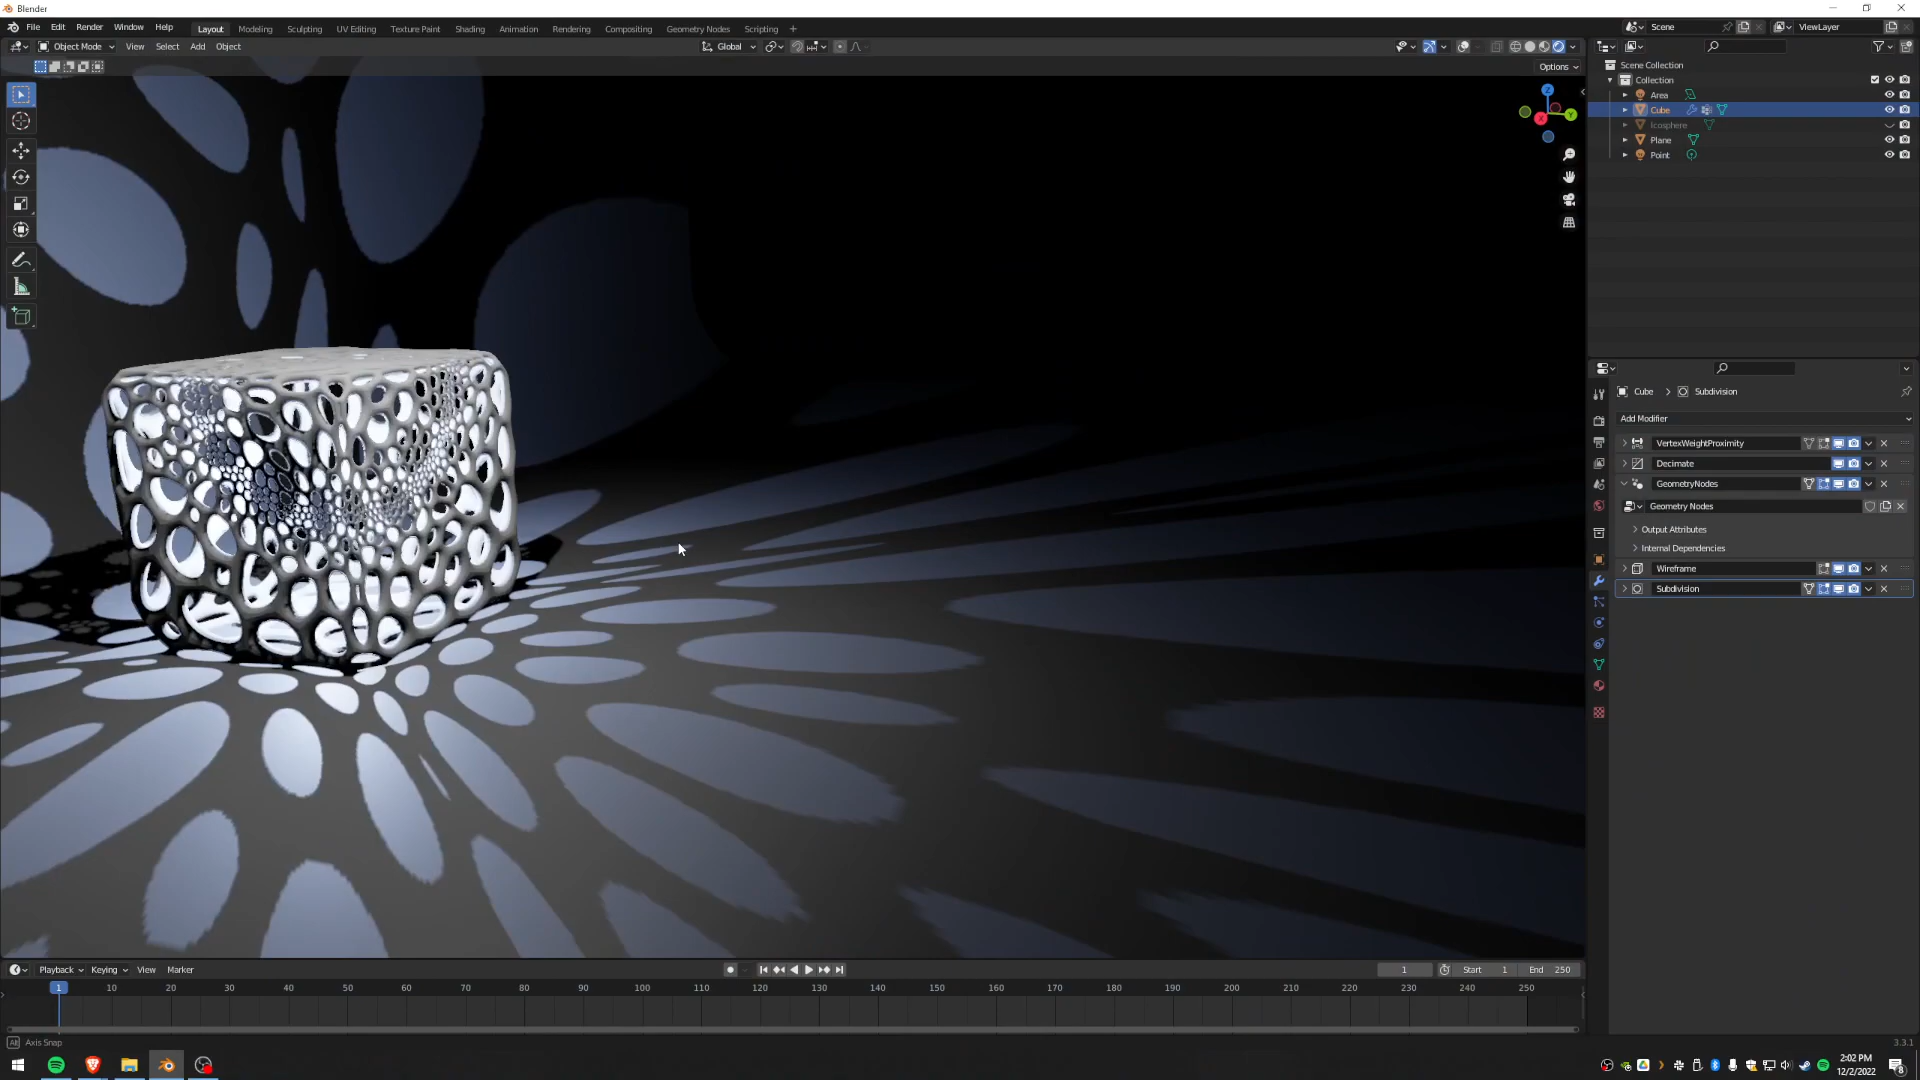 Blender
File Edit Render Window Help Layout Modeling Sculpting UV Editing Texture Paint Shading Animation Rendering Compositing Geometry Nodes Scripting + Scene ViewLayer
Object Mode View Select Add Object Global
Options
Scene Collection
Collection
Area
Cube
Icosphere
Plane
Point
Z
Y
X
Cube > Subdivision
Add Modifier
VertexWeightProximity
Decimate
GeometryNodes
Geometry Nodes
Output Attributes
Internal Dependencies
Wireframe
Subdivision
Playback Keying View Marker 1 Start 1 End 250
1 10 20 30 40 50 60 70 80 90 100 110 120 130 140 150 160 170 180 190 200 210 220 230 240 250
Alt Axis Snap 3.3.1
2:02 PM
12/2/2022
8